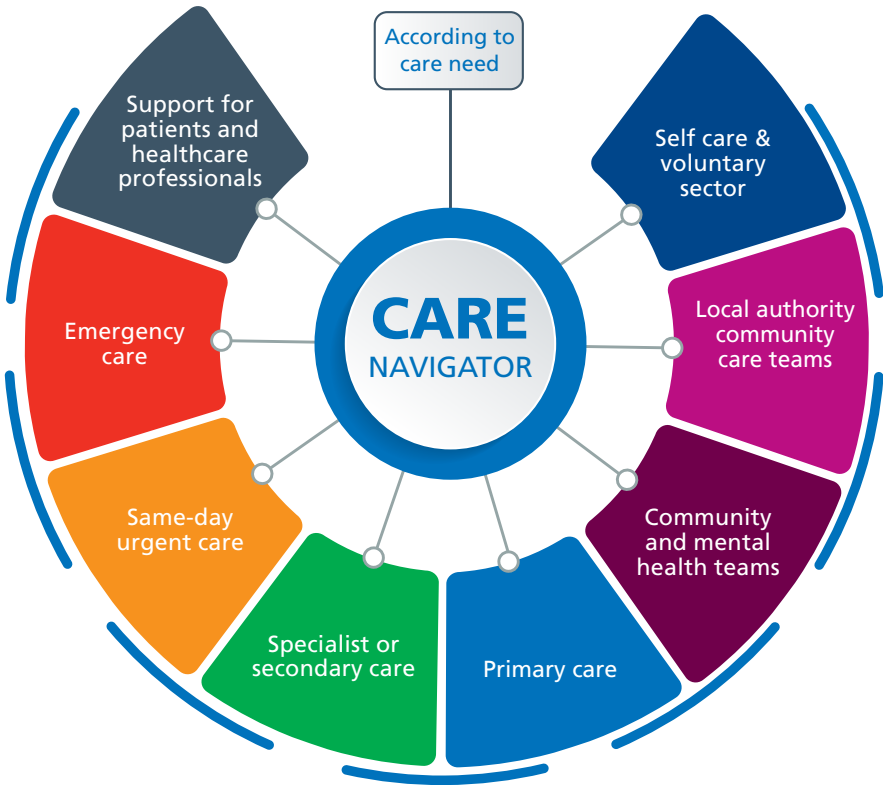 According to
care need
Support for
patients and
healthcare
professionals
Self care &
voluntary
sector
Emergency
care
CARE
NAVIGATOR
Local authority
community
care teams
Same-day
urgent care
Community
and mental
health teams
Specialist or
secondary care
Primary care